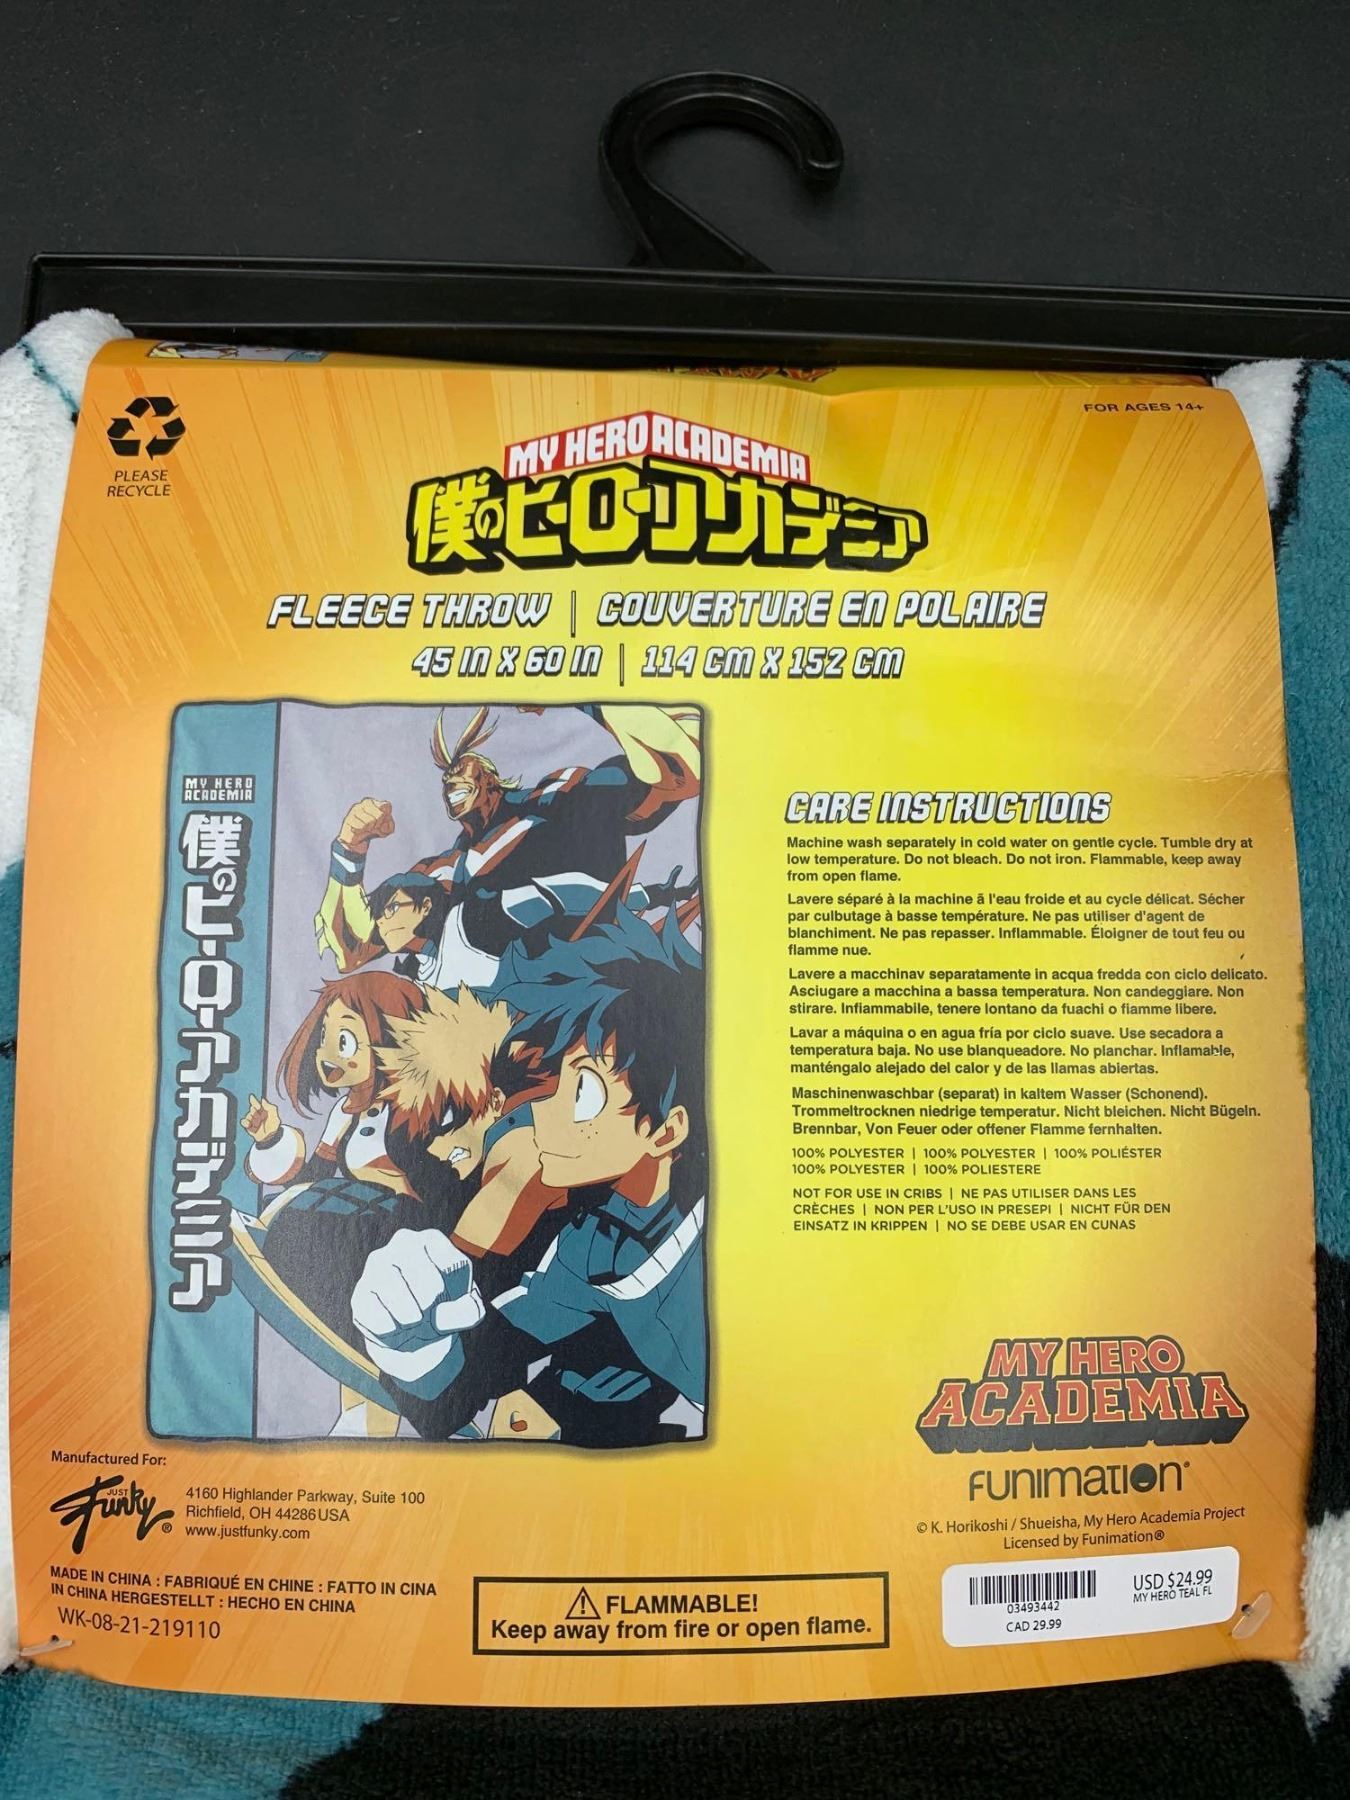 PLEASE
RECYCLE
FOR AGES 14+
MY HERO ACADEMIA
僕のヒーローアカデミア
FLEECE THROW | COUVERTURE EN POLAIRE
45 IN X 60 IN | 114 CM X 152 CM
MY HERO
ACADEMIA
僕のヒーローアカデミア
CARE INSTRUCTIONS
Machine wash separately in cold water on gentle cycle. Tumble dry at
low temperature. Do not bleach. Do not iron. Flammable, keep away
from open flame.
Lavere séparé à la machine ã l'eau froide et au cycle délicat. Sécher
par culbutage à basse température. Ne pas utiliser d'agent de
blanchiment. Ne pas repasser. Inflammable. Éloigner de tout feu ou
flamme nue.
Lavere a macchinav separatamente in acqua fredda con ciclo delicato.
Asciugare a macchina a bassa temperatura. Non candeggiare. Non
stirare. Infiammabile, tenere lontano da fuachi o fiamme libere.
Lavar a máquina o en agua fría por ciclo suave. Use secadora a
temperatura baja. No use blanqueadore. No planchar. Inflamable,
manténgalo alejado del calor y de las llamas abiertas.
Maschinenwaschbar (separat) in kaltem Wasser (Schonend).
Trommeltrocknen niedrige temperatur. Nicht bleichen. Nicht Bügeln.
Brennbar, Von Feuer oder offener Flamme fernhalten.
100% POLYESTER | 100% POLYESTER | 100% POLIÉSTER
100% POLYESTER | 100% POLIESTERE
NOT FOR USE IN CRIBS | NE PAS UTILISER DANS LES
CRÈCHES | NON PER L'USO IN PRESEPI | NICHT FÜR DEN
EINSATZ IN KRIPPEN | NO SE DEBE USAR EN CUNAS
MY HERO
ACADEMIA
FUNIMATION®
© K. Horikoshi / Shueisha, My Hero Academia Project
Licensed by Funimation®
Manufactured For:
JUST Funky®
4160 Highlander Parkway, Suite 100
Richfield, OH 44286 USA
www.justfunky.com
MADE IN CHINA : FABRIQUÉ EN CHINE : FATTO IN CINA
IN CHINA HERGESTELLT : HECHO EN CHINA
WK-08-21-219110
FLAMMABLE!
Keep away from fire or open flame.
03493442
CAD 29.99
USD $24.99
MY HERO TEAL FL